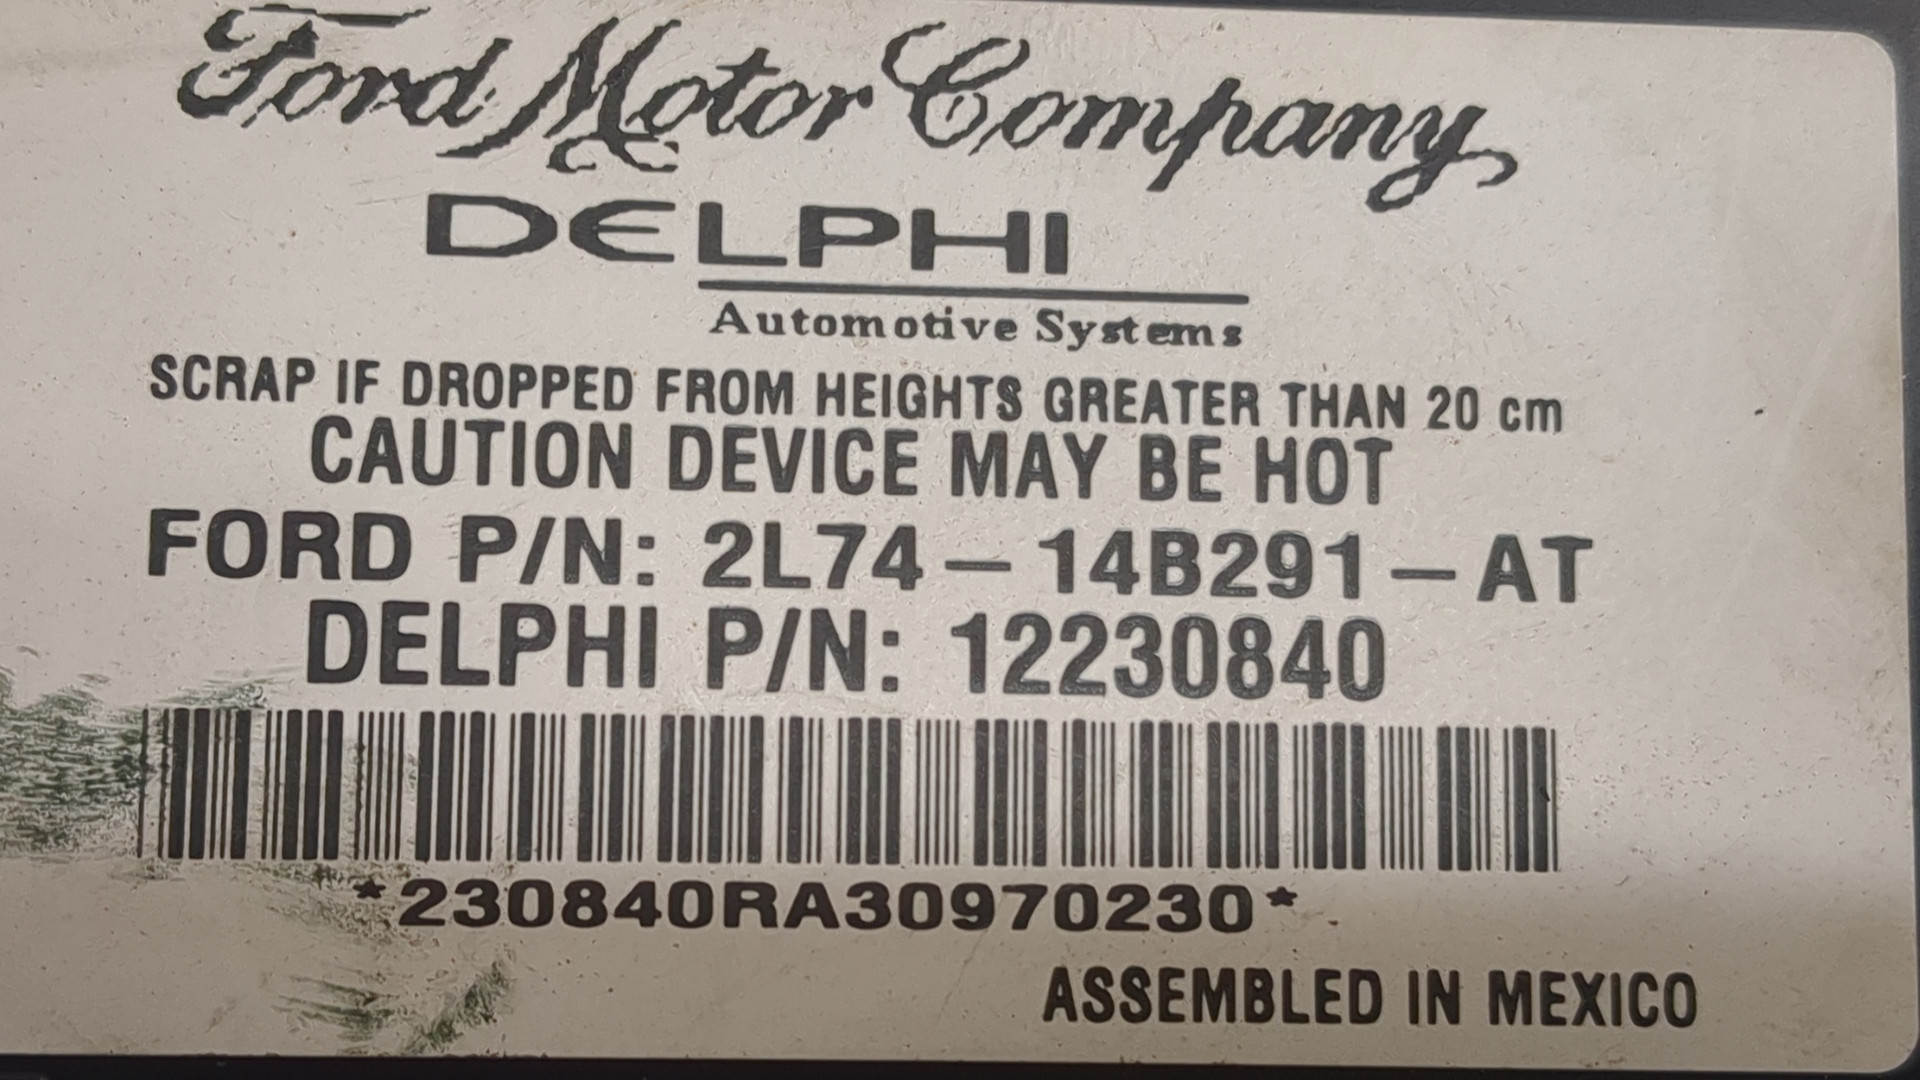 Ford Motor Company
DELPHI
Automotive Systems
SCRAP IF DROPPED FROM HEIGHTS GREATER THAN 20 cm
CAUTION DEVICE MAY BE HOT
FORD P/N: 2L74-14B291-AT
DELPHI P/N: 12230840
*230840RA30970230*
ASSEMBLED IN MEXICO